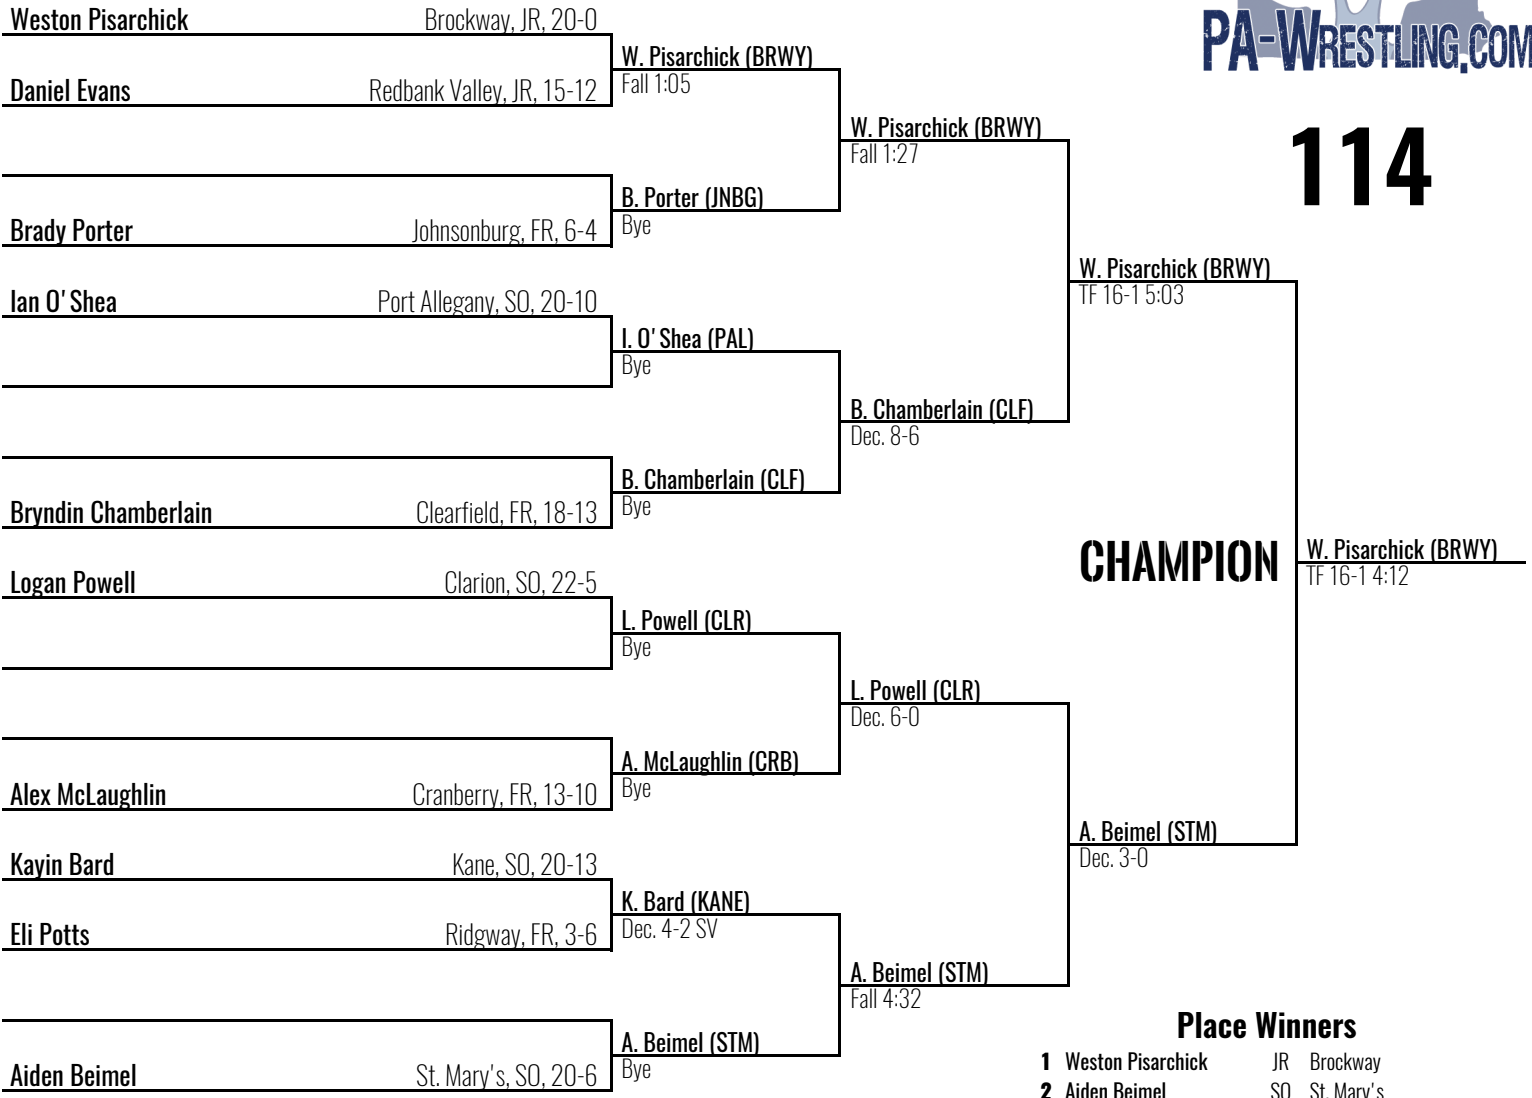 PA-WRESTLING.COM
114
Weston Pisarchick Brockway, JR, 20-0
W. Pisarchick (BRWY)
Fall 1:05
Daniel Evans Redbank Valley, JR, 15-12
W. Pisarchick (BRWY)
Fall 1:27
B. Porter (JNBG)
Bye
Brady Porter Johnsonburg, FR, 6-4
W. Pisarchick (BRWY)
TF 16-1 5:03
Ian O'Shea Port Allegany, SO, 20-10
I. O'Shea (PAL)
Bye
B. Chamberlain (CLF)
Dec. 8-6
B. Chamberlain (CLF)
Bye
Bryndin Chamberlain Clearfield, FR, 18-13
CHAMPION W. Pisarchick (BRWY)
TF 16-1 4:12
Logan Powell Clarion, SO, 22-5
L. Powell (CLR)
Bye
L. Powell (CLR)
Dec. 6-0
A. McLaughlin (CRB)
Bye
Alex McLaughlin Cranberry, FR, 13-10
A. Beimel (STM)
Dec. 3-0
Kayin Bard Kane, SO, 20-13
K. Bard (KANE)
Dec. 4-2 SV
Eli Potts Ridgway, FR, 3-6
A. Beimel (STM)
Fall 4:32
A. Beimel (STM)
Bye
Aiden Beimel St. Mary's, SO, 20-6
Place Winners
1 Weston Pisarchick JR Brockway
2 Aiden Beimel SO St. Mary's